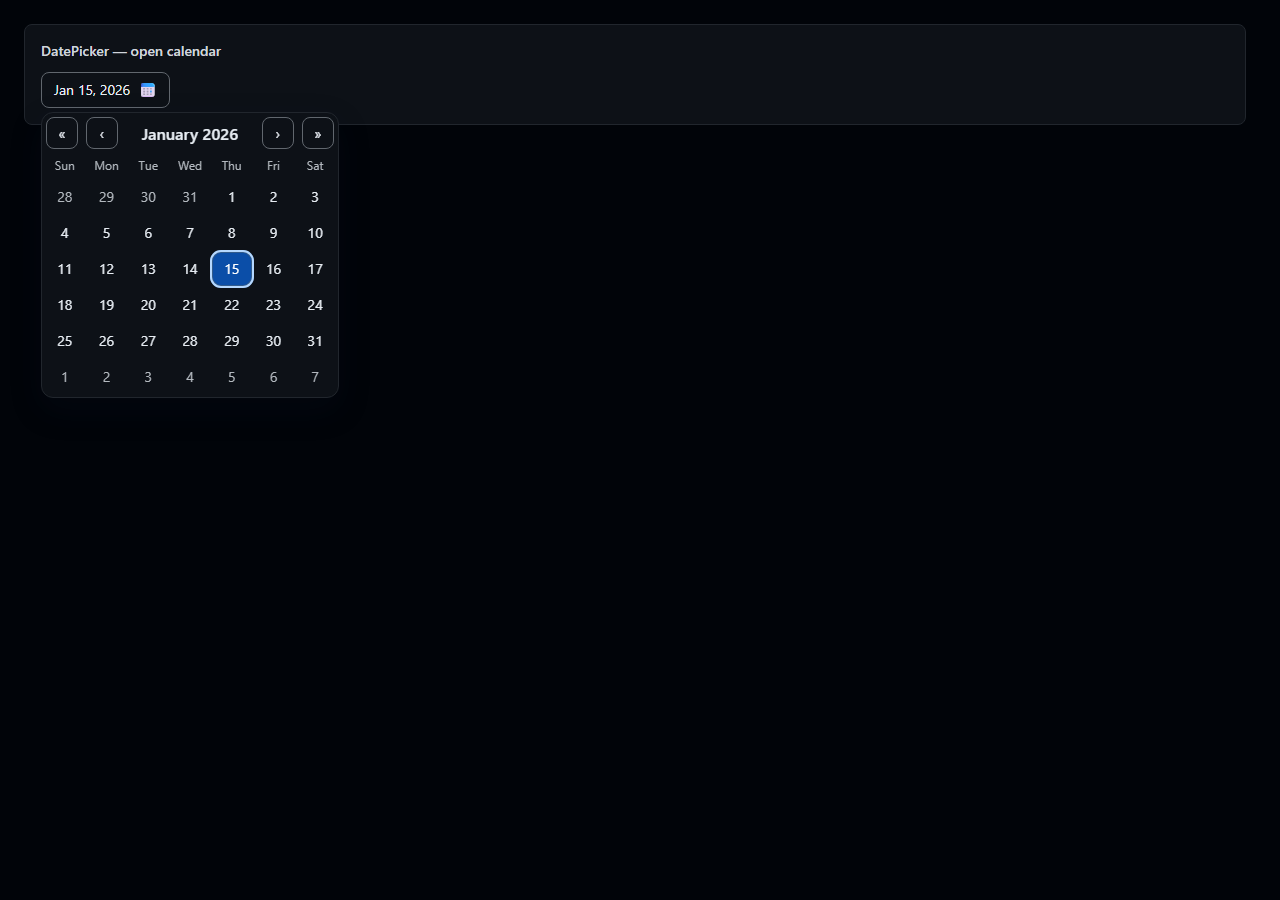 DatePicker — open calendar
Jan 15, 2026
« ‹ January 2026 › »
Sun Mon Tue Wed Thu Fri Sat
28 29 30 31 1 2 3
4 5 6 7 8 9 10
11 12 13 14 15 16 17
18 19 20 21 22 23 24
25 26 27 28 29 30 31
1 2 3 4 5 6 7